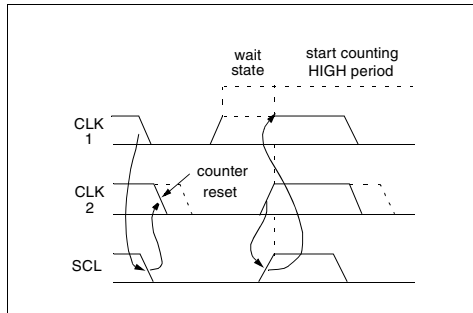 wait
state
start counting
HIGH period
CLK
1
counter
reset
CLK
2
SCL